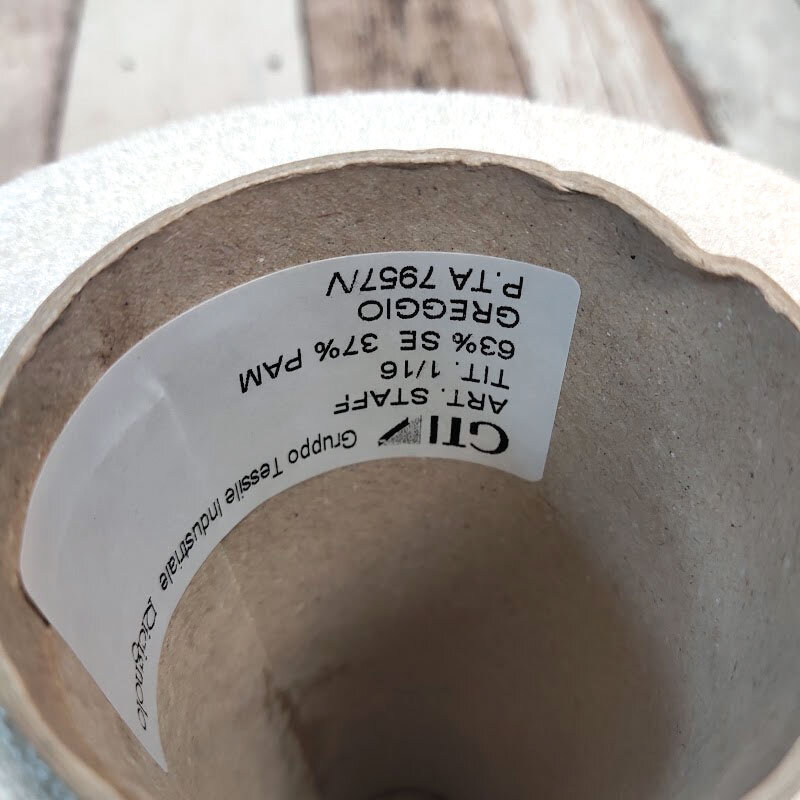 GTI Gruppo Tessile Industriale
ART. STAFF
TIT. 1/16
63% SE 37% PAM
GREGGIO
P.TA 7957/V